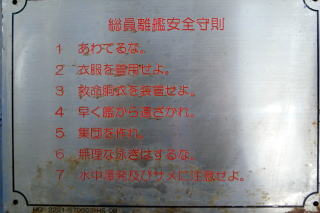 総員離艦安全守則
1 あわてるな。
2 衣服を着用せよ。
3 救命胴衣を装着せよ。
4 早く艦から遠ざかれ。
5 集団を作れ。
6 無理な泳ぎはするな。
7 水中爆発及びサメに注意せよ。